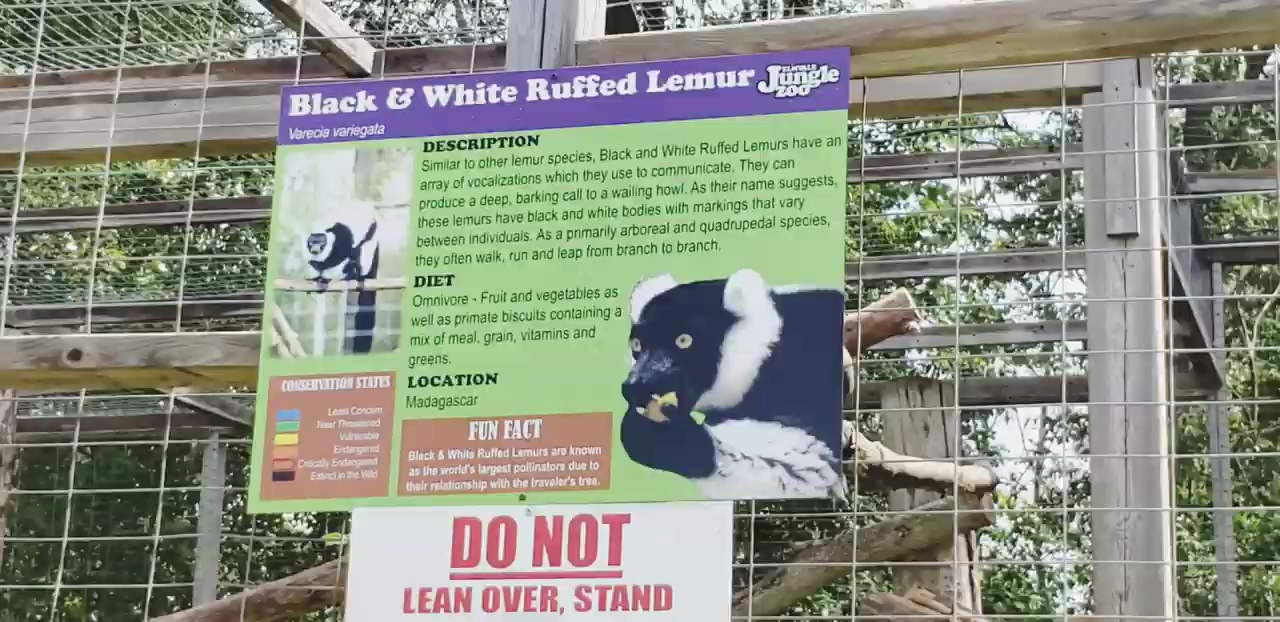 Black & White Ruffed Lemur
ELMVALE
Jungle
ZOO
Varecia variegata
DESCRIPTION
Similar to other lemur species, Black and White Ruffed Lemurs have an
array of vocalizations which they use to communicate. They can
produce a deep, barking call to a wailing howl. As their name suggests,
these lemurs have black and white bodies with markings that vary
between individuals. As a primarily arboreal and quadrupedal species,
they often walk, run and leap from branch to branch.
DIET
Omnivore - Fruit and vegetables as
well as primate biscuits containing a
mix of meal, grain, vitamins and
greens.
LOCATION
Madagascar
CONSERVATION STATES
Least Concern
Near Threatened
Vulnerable
Endangered
Critically Endangered
Extinct in the Wild
FUN FACT
Black & White Ruffed Lemurs are known
as the world's largest pollinators due to
their relationship with the traveler's tree.
DO NOT
LEAN OVER, STAND